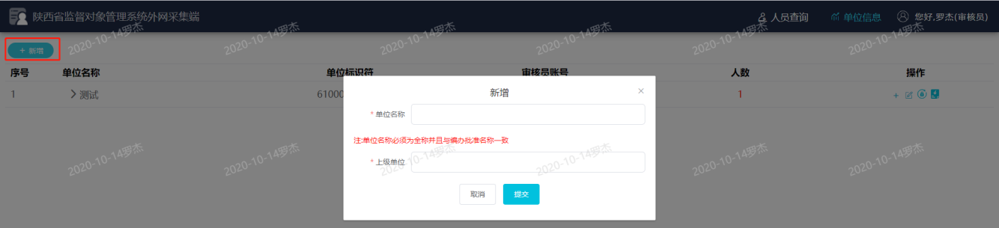 陕西省监督对象管理系统外网采集端 人员查询 单位信息 您好,罗杰(审核员)
2020-10-14罗杰 2020-10-14罗杰 2020-10-14罗杰 2020-10-14罗杰 2020-10-14罗杰 2020-10-14罗杰
+ 新增
序号 单位名称 单位标识符 审核员账号 人数 操作
1 > 测试 61000 1 +
新增 ×
* 单位名称
注:单位名称必须为全称并且与编办批准名称一致
* 上级单位
2020-10-14罗杰 2020-10-14罗杰 2020-10-14罗杰 2020-10-14罗杰 2020-10-14罗杰 2020-10-14罗杰
取消 提交